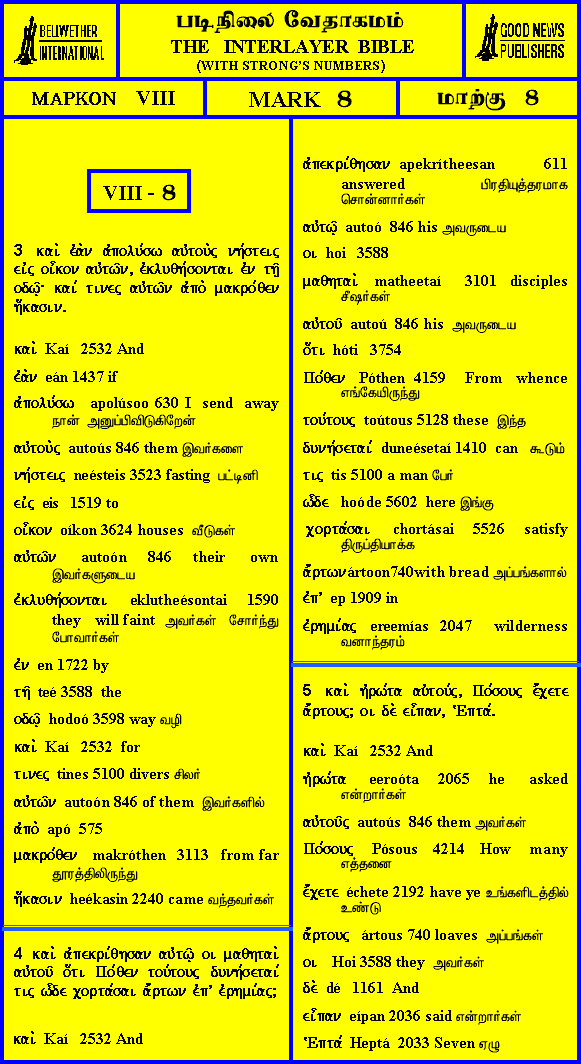 BELIWETHER
INTERNATIONAL
படிநிலை வேதாகமம்
THE INTERLAYER BIBLE
(WITH STRONG'S NUMBERS)
GOOD NEWS
PUBLISHERS
ΜΑΡΚΟΝ VIII
MARK 8
மாற்கு 8
VIII - 8
3 καὶ ἐὰν ἀπολύσω αὐτοὺς νήστεις
εἰς οἶκον αὐτῶν, ἐκλυθήσονται ἐν τῇ
οδῷ· καί τινες αὐτῶν ἀπὸ μακρόθεν
ἥκασιν.
καὶ Kaí 2532 And
ἐὰν eán 1437 if
ἀπολύσω apolúsoo 630 I send away
நான் அனுப்பிவிடுகிறேன்
αὐτοὺς autoús 846 them இவர்களை
νήστεις neésteis 3523 fasting பட்டினி
εἰς eis 1519 to
οἶκον oíkon 3624 houses வீடுகள்
αὐτῶν autoón 846 their own
இவர்களுடைய
ἐκλυθήσονται eklutheésontai 1590
they will faint அவர்கள் சோர்ந்து
போவார்கள்
ἐν en 1722 by
τῇ teé 3588 the
οδῷ hodoó 3598 way வழி
καὶ Kaí 2532 for
τινες tines 5100 divers சிலர்
αὐτῶν autoón 846 of them இவர்களில்
ἀπὸ apó 575
μακρόθεν makróthen 3113 from far
தூரத்திலிருந்து
ἥκασιν heékasin 2240 came வந்தவர்கள்
4 καὶ ἀπεκρίθησαν αὐτῷ οι μαθηταὶ
αὐτοῦ ὅτι Πόθεν τούτους δυνήσεταί
τις ὧδε χορτάσαι ἄρτων ἐπ' ἐρημίας;
καὶ Kaí 2532 And
ἀπεκρίθησαν apekrítheesan 611
answered பிரதியுத்தரமாக
சொன்னார்கள்
αὐτῷ autoó 846 his அவருடைய
οι hoi 3588
μαθηταὶ matheetaí 3101 disciples
சீஷர்கள்
αὐτοῦ autoú 846 his அவருடைய
ὅτι hóti 3754
Πόθεν Póthen 4159 From whence
எங்கேயிருந்து
τούτους toútous 5128 these இந்த
δυνήσεταί duneésetaí 1410 can கூடும்
τις tis 5100 a man பேர்
ὧδε hoóde 5602 here இங்கு
χορτάσαι chortásai 5526 satisfy
திருப்தியாக்க
ἄρτων ártoon 740 with bread அப்பங்களால்
ἐπ' ep 1909 in
ἐρημίας ereemías 2047 wilderness
வனாந்தரம்
5 καὶ ἠρώτα αὐτούς, Πόσους ἔχετε
ἄρτους; οι δὲ εἶπαν, Ἑπτά.
καὶ Kaí 2532 And
ἠρώτα eeroóta 2065 he asked
என்றார்கள்
αὐτοῦς autoús 846 them அவர்கள்
Πόσους Pósous 4214 How many
எத்தனை
ἔχετε échete 2192 have ye உங்களிடத்தில்
உண்டு
ἄρτους ártous 740 loaves அப்பங்கள்
οι Hoi 3588 they அவர்கள்
δὲ dé 1161 And
εἶπαν eípan 2036 said என்றார்கள்
Ἑπτά Heptá 2033 Seven ஏழு